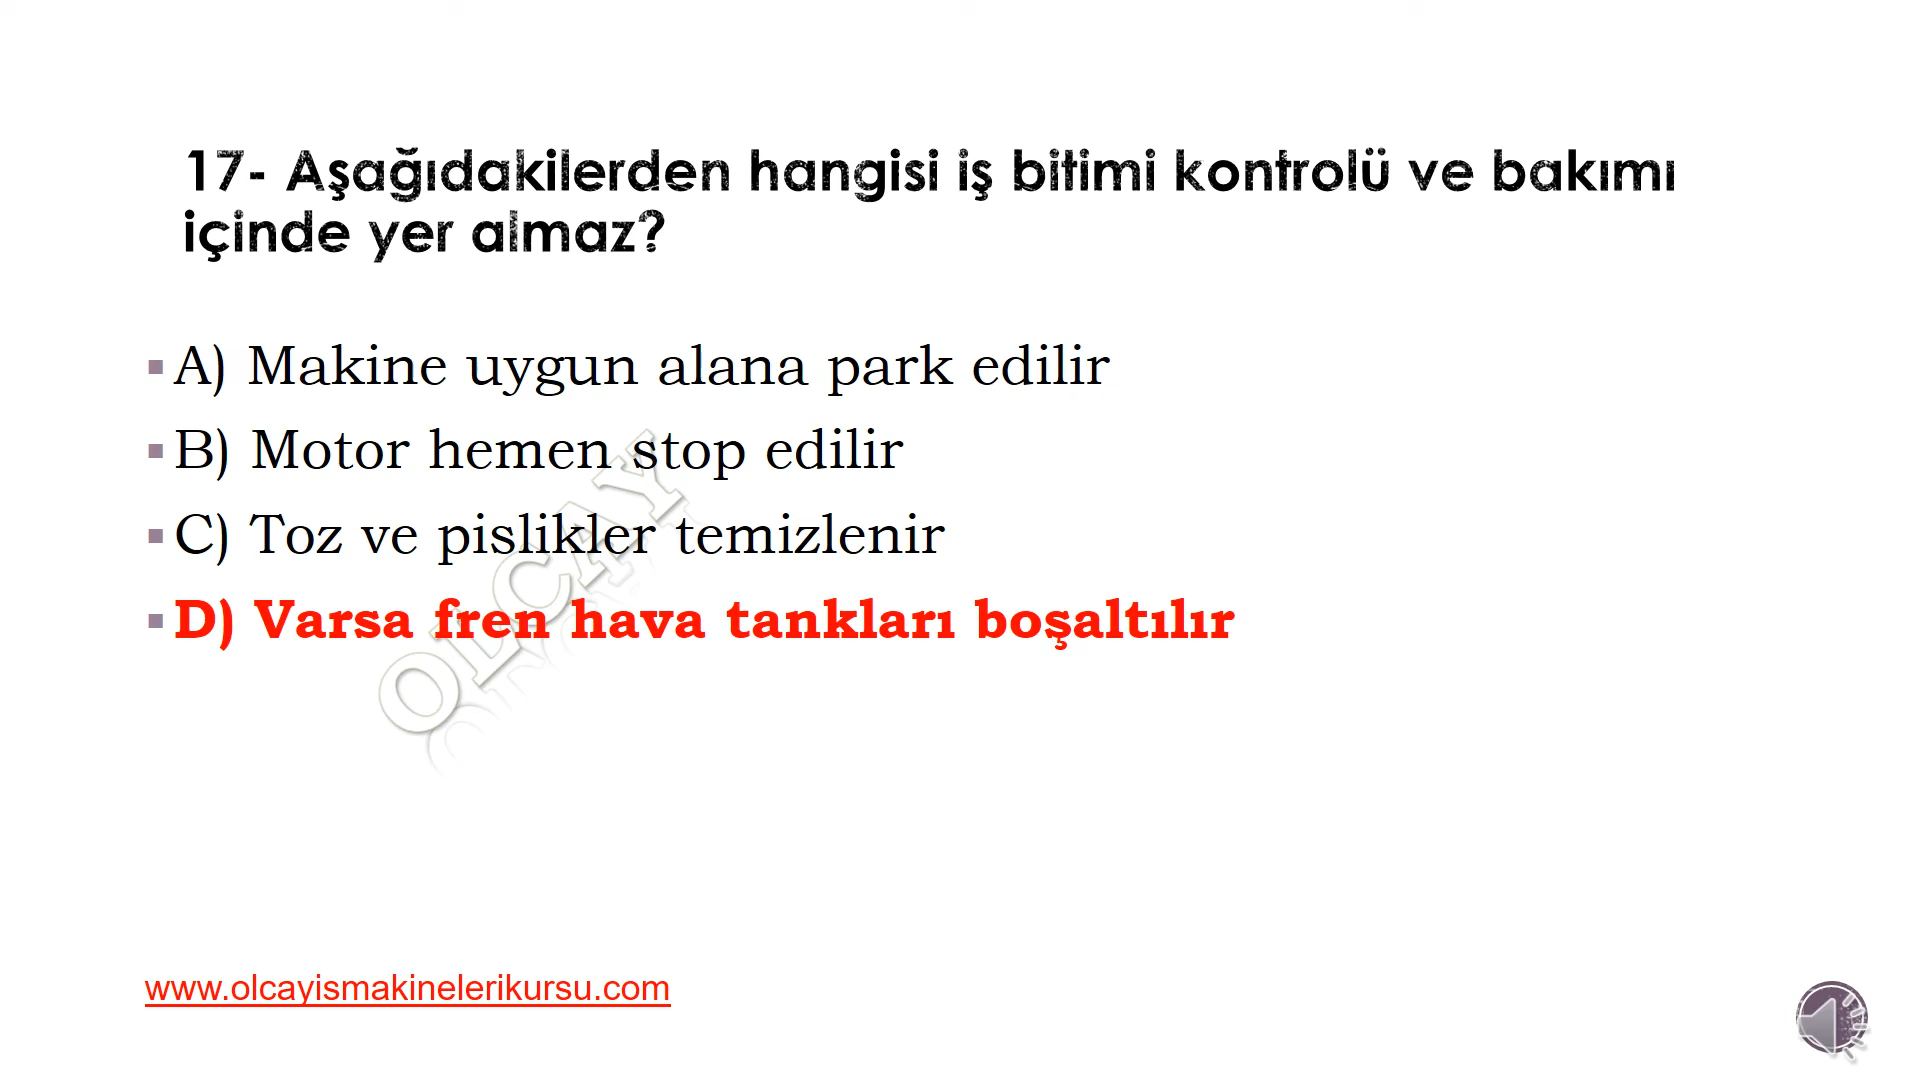 17- Aşağıdakilerden hangisi iş bitimi kontrolü ve bakımı
içinde yer almaz?
A) Makine uygun alana park edilir
B) Motor hemen stop edilir
C) Toz ve pislikler temizlenir
D) Varsa fren hava tankları boşaltılır
OLCAY
www.olcayismakinelerikursu.com